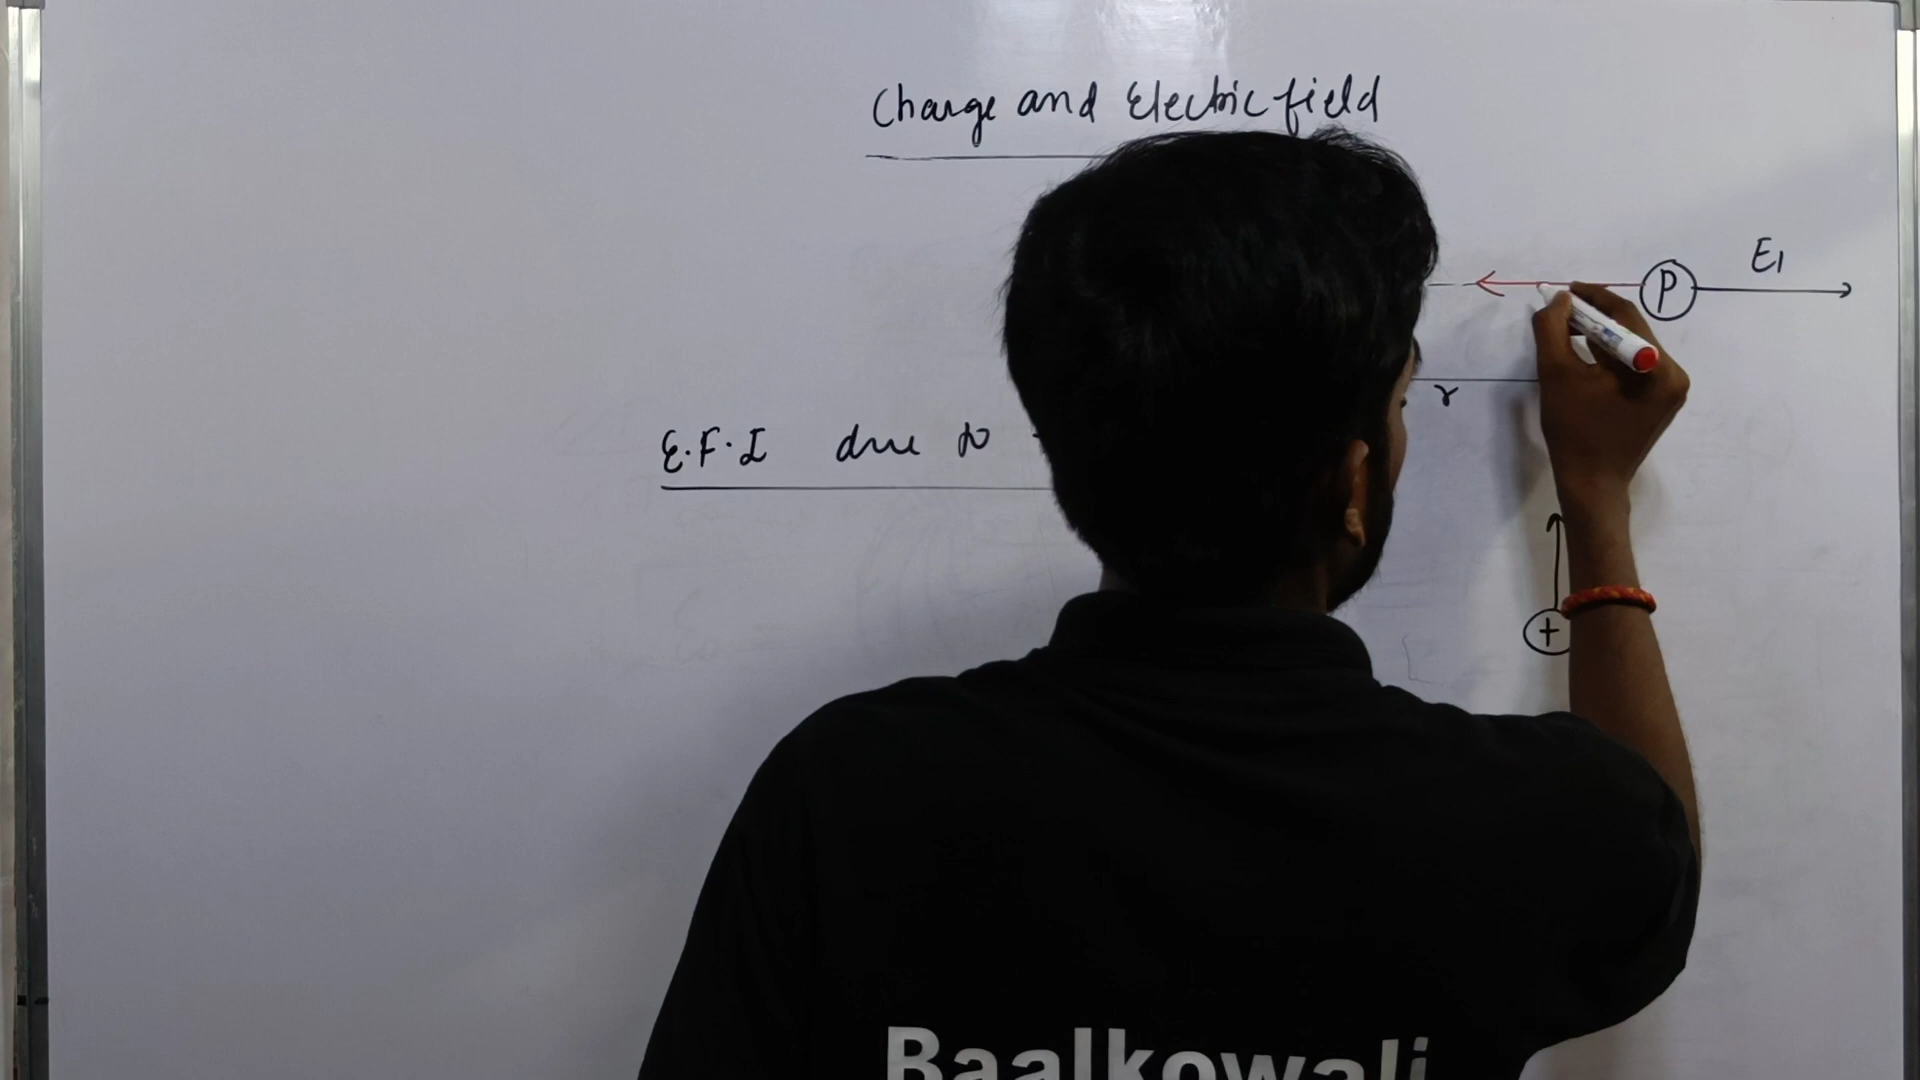 Charge and Electric field
E1
P
r
E.F.I due to
+
Baalkowali